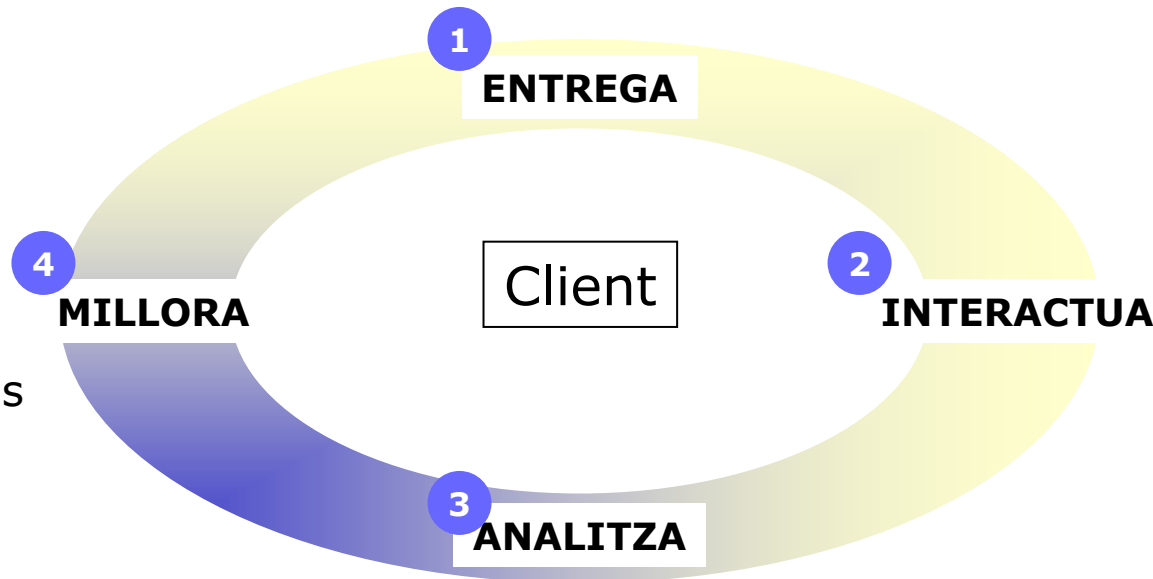 1
ENTREGA
4
MILLORA
Client
2
INTERACTUA
s
3
ANALITZA